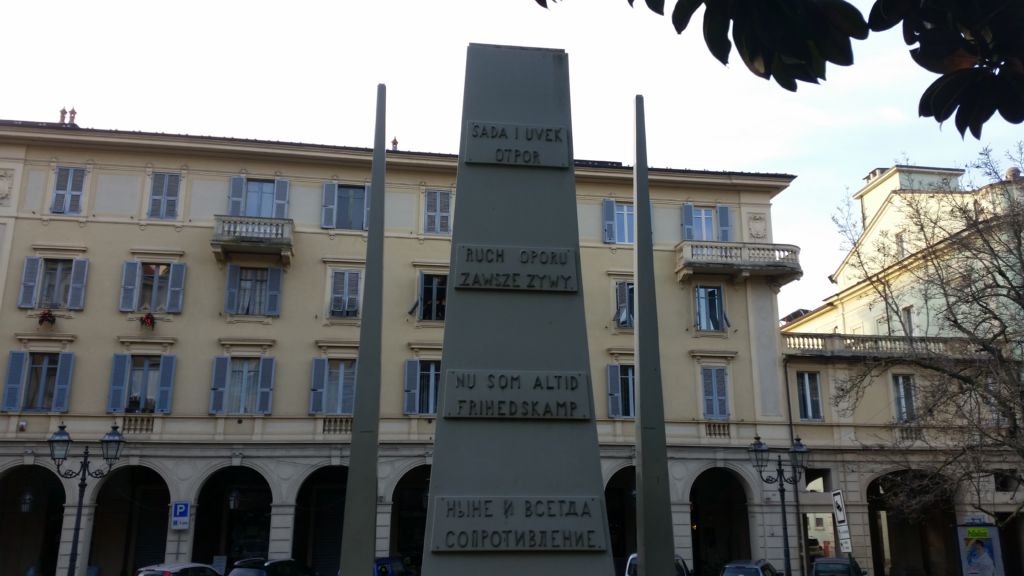 SADA I UVEK
OTPOR
RUCH OPORU
ZAWSZE ZYWY.
NU SOM ALTID
FRIHEDSKAMP.
НЫНЕ И ВСЕГДА
СОПРОТИВЛЕНИЕ.
P